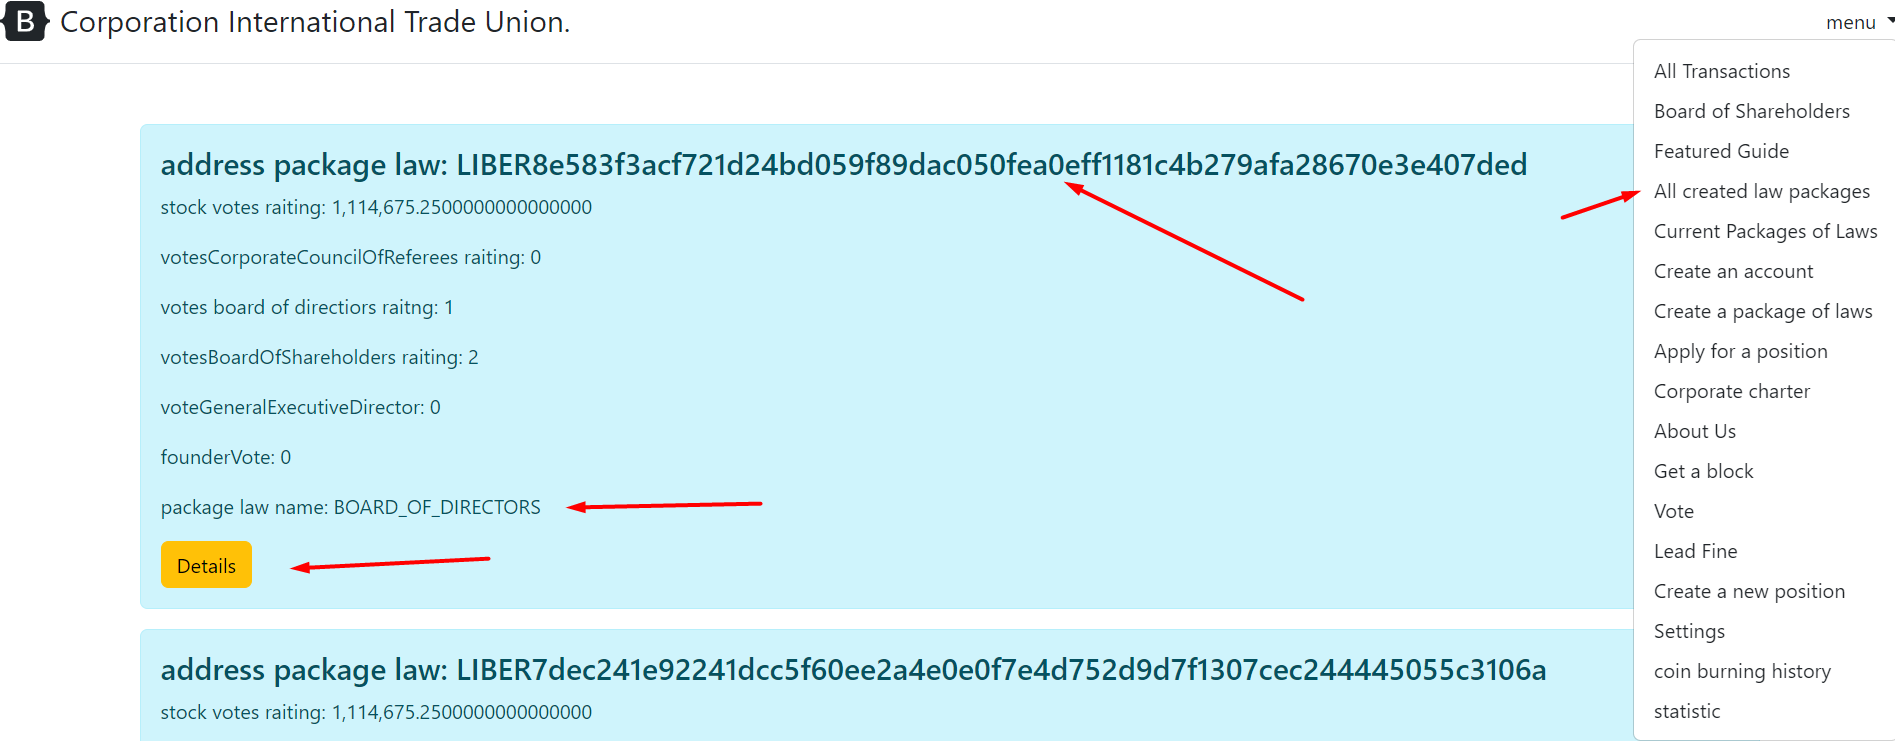 B Corporation International Trade Union.
menu
All Transactions
Board of Shareholders
Featured Guide
All created law packages
Current Packages of Laws
Create an account
Create a package of laws
Apply for a position
Corporate charter
About Us
Get a block
Vote
Lead Fine
Create a new position
Settings
coin burning history
statistic
address package law: LIBER8e583f3acf721d24bd059f89dac050fea0eff1181c4b279afa28670e3e407ded
stock votes raiting: 1,114,675.2500000000000000
votesCorporateCouncilOfReferees raiting: 0
votes board of directiors raitng: 1
votesBoardOfShareholders raiting: 2
voteGeneralExecutiveDirector: 0
founderVote: 0
package law name: BOARD_OF_DIRECTORS
Details
address package law: LIBER7dec241e92241dcc5f60ee2a4e0e0f7e4d752d9d7f1307cec244445055c3106a
stock votes raiting: 1,114,675.2500000000000000